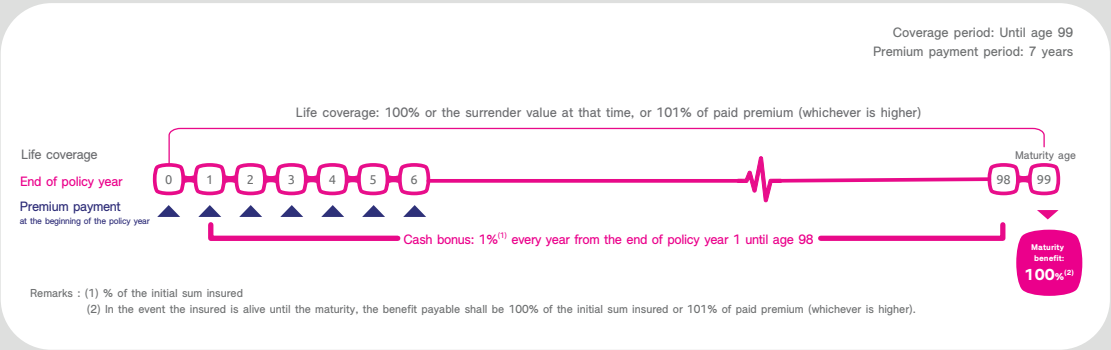 Coverage period: Until age 99
Premium payment period: 7 years
Life coverage: 100% or the surrender value at that time, or 101% of paid premium (whichever is higher)
Life coverage
Maturity age
End of policy year
0 1 2 3 4 5 6 98 99
Premium payment
at the beginning of the policy year
Cash bonus: 1%(1) every year from the end of policy year 1 until age 98
Maturity
benefit:
100%(2)
Remarks : (1) % of the initial sum insured
(2) In the event the insured is alive until the maturity, the benefit payable shall be 100% of the initial sum insured or 101% of paid premium (whichever is higher).